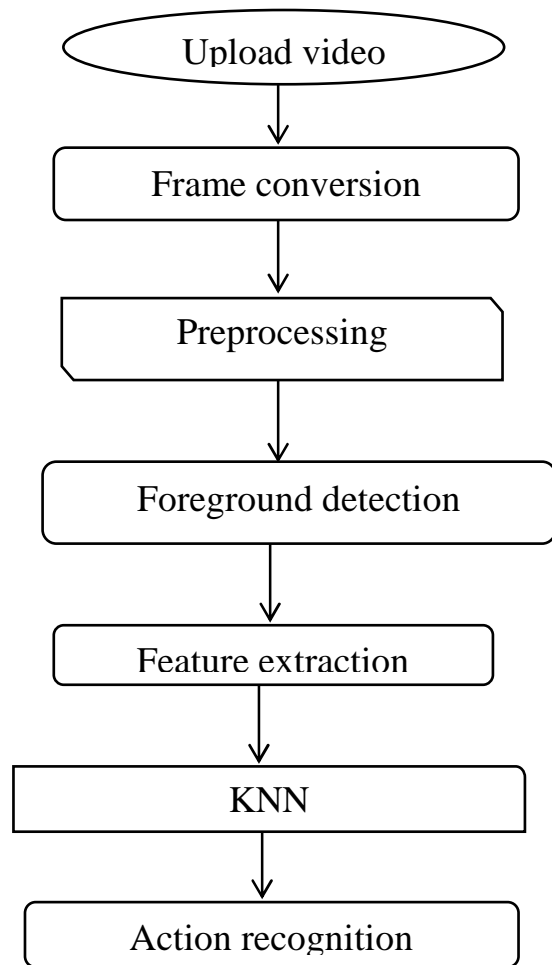 Upload video
Frame conversion
Preprocessing
Foreground detection
Feature extraction
KNN
Action recognition